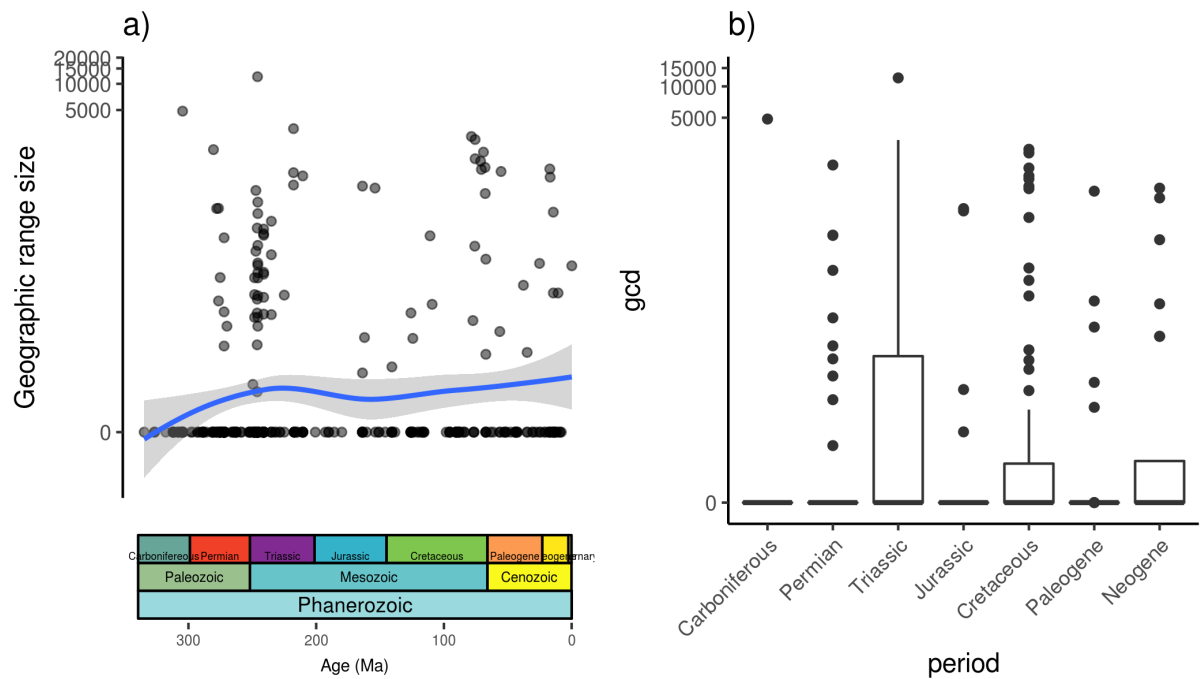 a)
Geographic range size
20000
15000
10000
5000
0
Carboniferous
Permian
Triassic
Jurassic
Cretaceous
Paleogene
Paleozoic
Mesozoic
Cenozoic
Phanerozoic
300
200
100
0
Age (Ma)
b)
gcd
15000
10000
5000
0
Carboniferous
Permian
Triassic
Jurassic
Cretaceous
Paleogene
Neogene
period